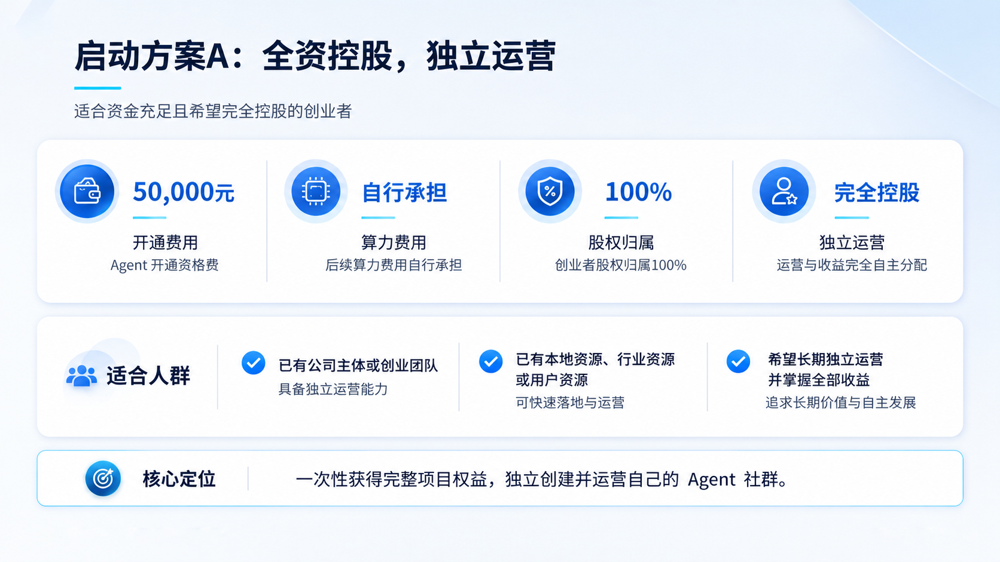 启动方案A：全资控股，独立运营
适合资金充足且希望完全控股的创业者
50,000元
开通费用
Agent 开通资格费
自行承担
算力费用
后续算力费用自行承担
100%
股权归属
创业者股权归属100%
完全控股
独立运营
运营与收益完全自主分配
适合人群
已有公司主体或创业团队
具备独立运营能力
已有本地资源、行业资源
或用户资源
可快速落地与运营
希望长期独立运营
并掌握全部收益
追求长期价值与自主发展
核心定位
一次性获得完整项目权益，独立创建并运营自己的 Agent 社群。